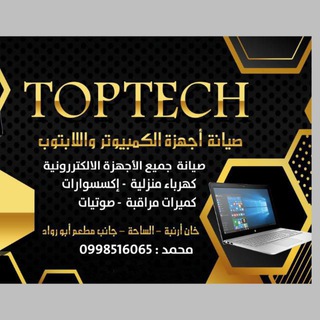 TOPTECH
صيانة أجهزة الكمبيوتر واللابتوب
صيانة جميع الأجهزة الالكترونية
كهرباء منزلية - إكسسوارات
كميرات مراقبة - صوتيات
خان أرنبة - الساحة - جانب مطعم أبو رواد
محمد : 0998516065